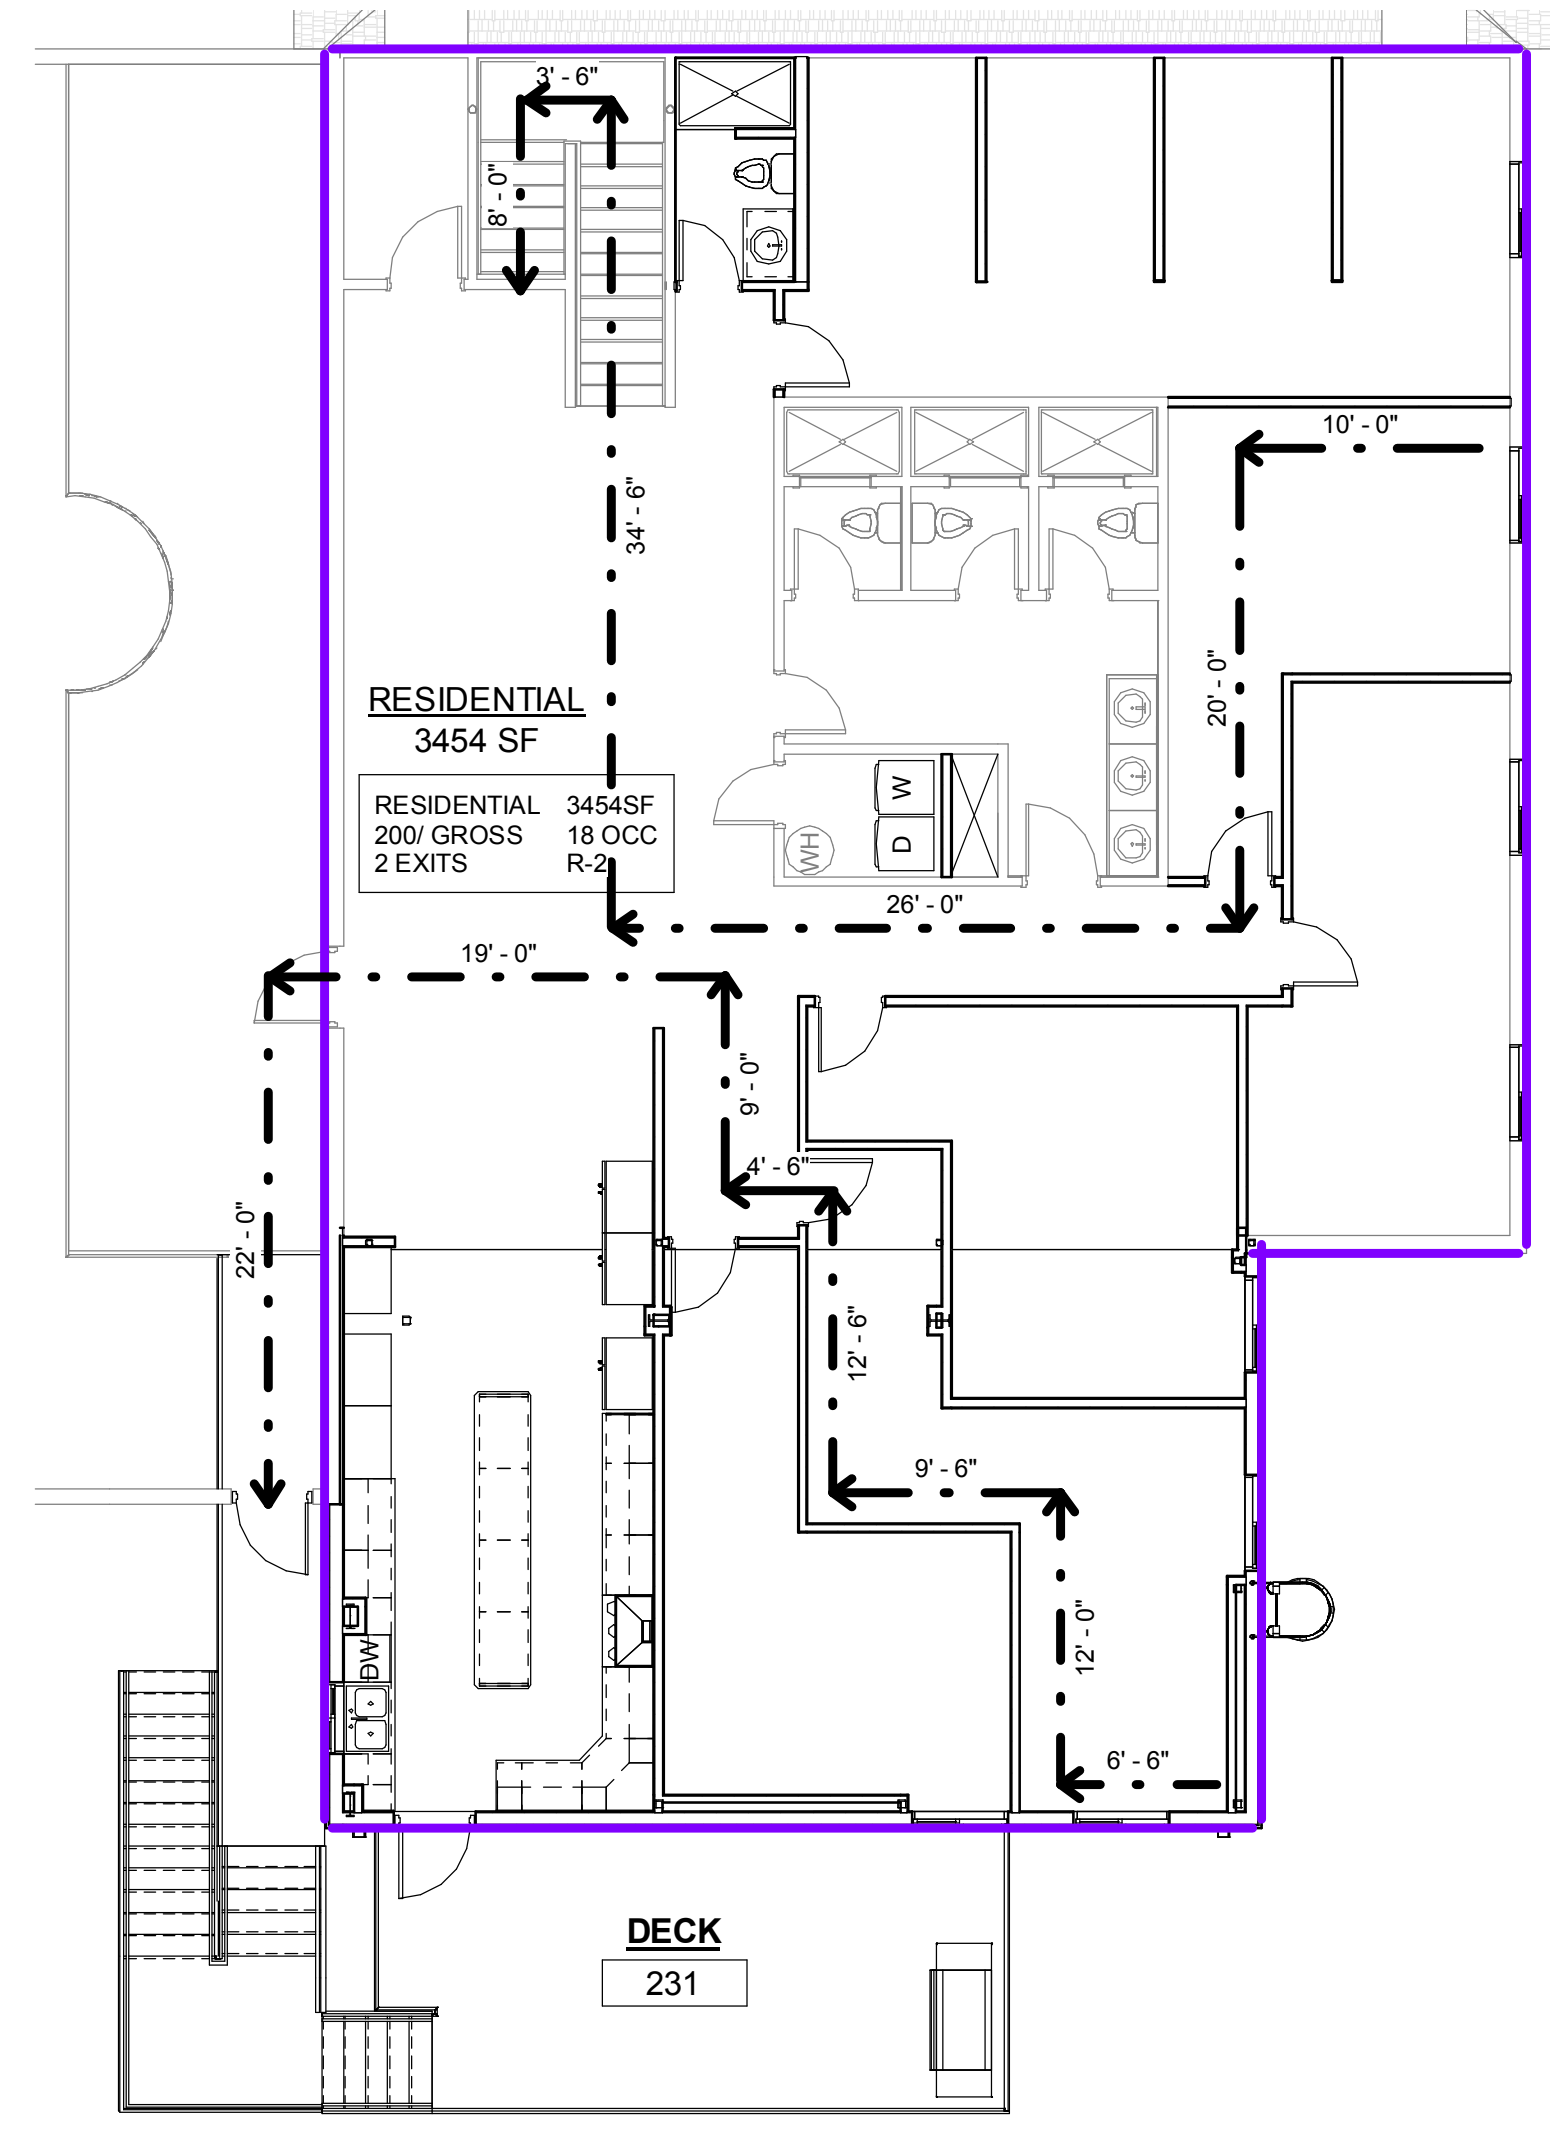 3' - 6"
8' - 0"
10' - 0"
34' - 6"
20' - 0"
RESIDENTIAL
3454 SF
RESIDENTIAL 3454SF
200/ GROSS 18 OCC
2 EXITS R-2
W
D
WH
26' - 0"
19' - 0"
9' - 0"
4' - 6"
22' - 0"
12' - 6"
9' - 6"
12' - 0"
DW
6' - 6"
DECK
231